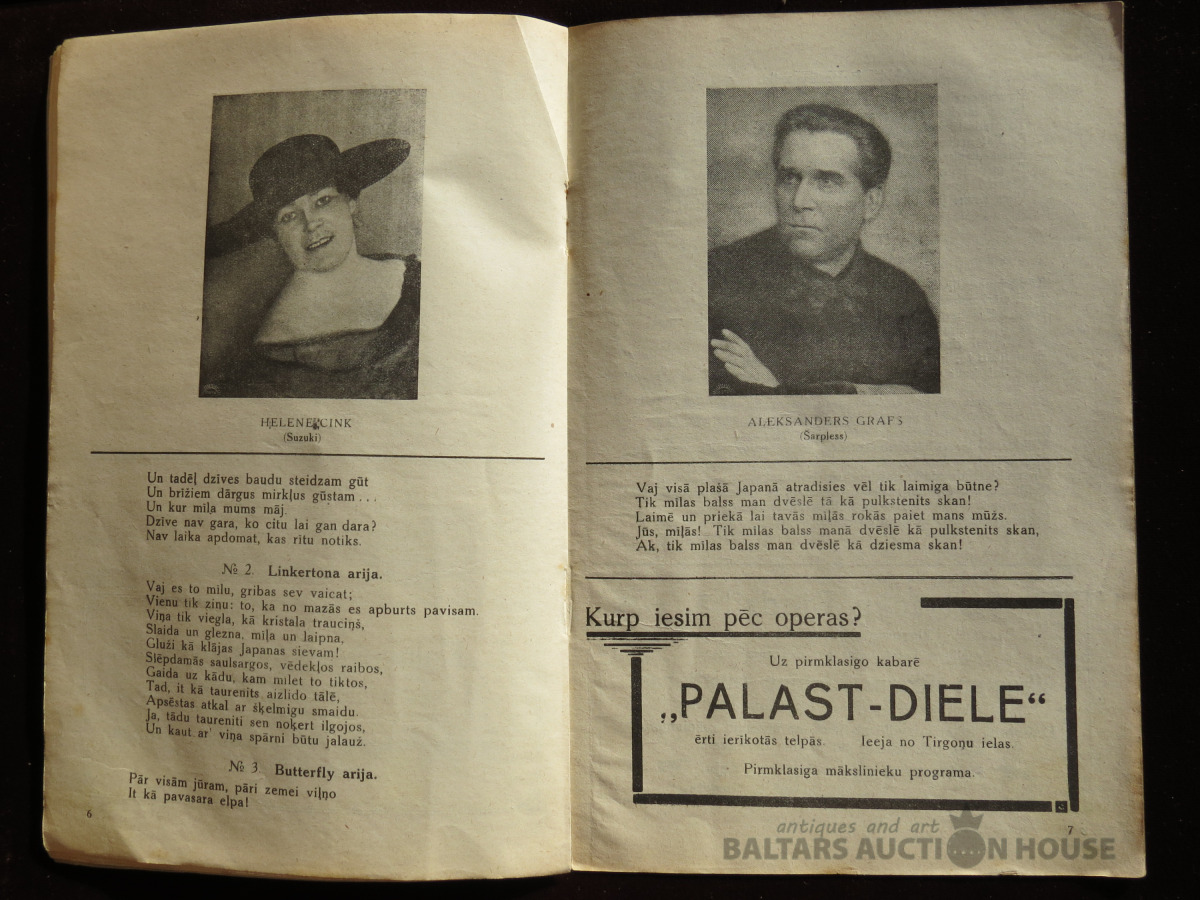 HELENE CINK
(Suzuki)
Un tadēļ dzīves baudu steidzam gūt
Un brīžiem dārgus mirkļus gūstam . . .
Un kur mīļa mums māj.
Dzīve nav gara, ko citu lai gan dara?
Nav laika apdomat, kas ritu notiks.
№ 2. Linkertona arija.
Vaj es to mīlu, gribas sev vaicat;
Vienu tik zinu: to, ka no mazās es apburts pavisam.
Viņa tik viegla, kā kristala trauciņš,
Slaida un glezna, mīļa un laipna,
Gluži kā klājas Japanas sievam!
Slēpdamās saulsargos, vēdekļos raibos,
Gaida uz kādu, kam milet to tiktos,
Tad, it kā taurenits aizlido tālē,
Apsēstas atkal ar šķelmigu smaidu.
Ja, tādu taureniti sen noķert ilgojos,
Un kaut ar' viņa spārni būtu jalauž.
№ 3 Butterfly arija.
Pār visām jūram, pāri zemei viļņo
It kā pavasara elpa!
6
ALEKSANDERS GRAFS
(Šarpless)
Vaj visā plašā Japanā atradisies vēl tik laimiga būtne?
Tik mīlas balss man dvēslē tā kā pulkstenits skan!
Laimē un priekā lai tavās mīļās rokās paiet mans mūžs.
Jūs, mīļās! Tik mīlas balss manā dvēslē kā pulkstenits skan,
Ak, tik mīlas balss man dvēslē kā dziesma skan!
Kurp iesim pēc operas?
Uz pirmklasigo kabarē
„PALAST-DIELE“
ērti ierīkotās telpās. Ieeja no Tirgoņu ielas.
Pirmklasiga mākslinieku programa.
7
antiques and art
BALTARS AUCTION HOUSE